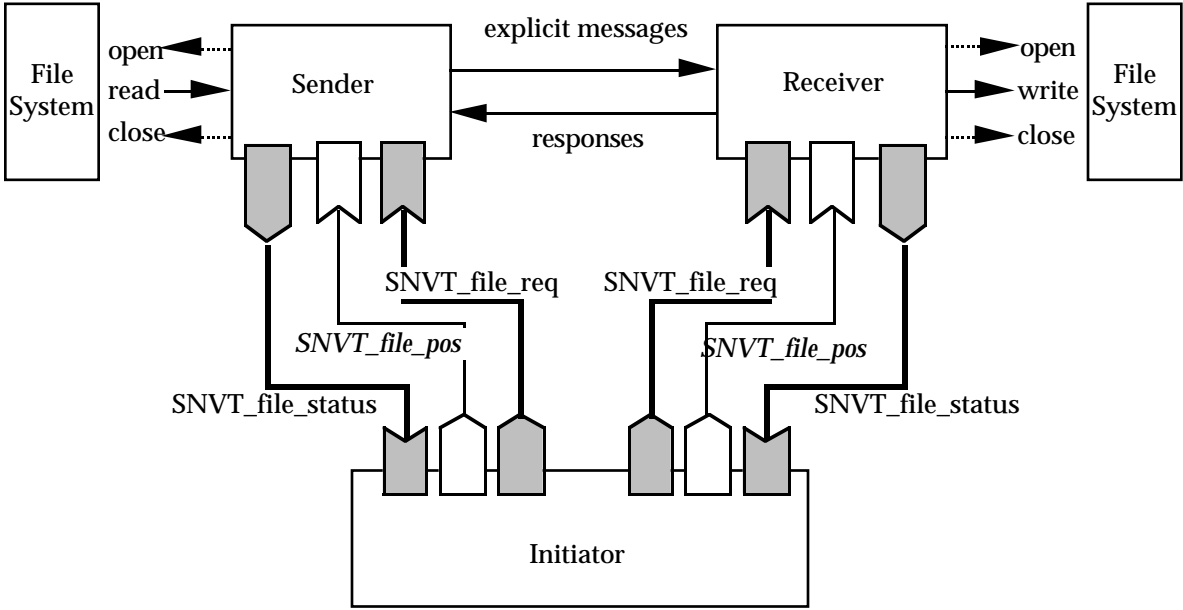 File
System
open
read
close
Sender
explicit messages
responses
Receiver
open
write
close
File
System
SNVT_file_req
SNVT_file_req
SNVT_file_pos
SNVT_file_pos
SNVT_file_status
SNVT_file_status
Initiator